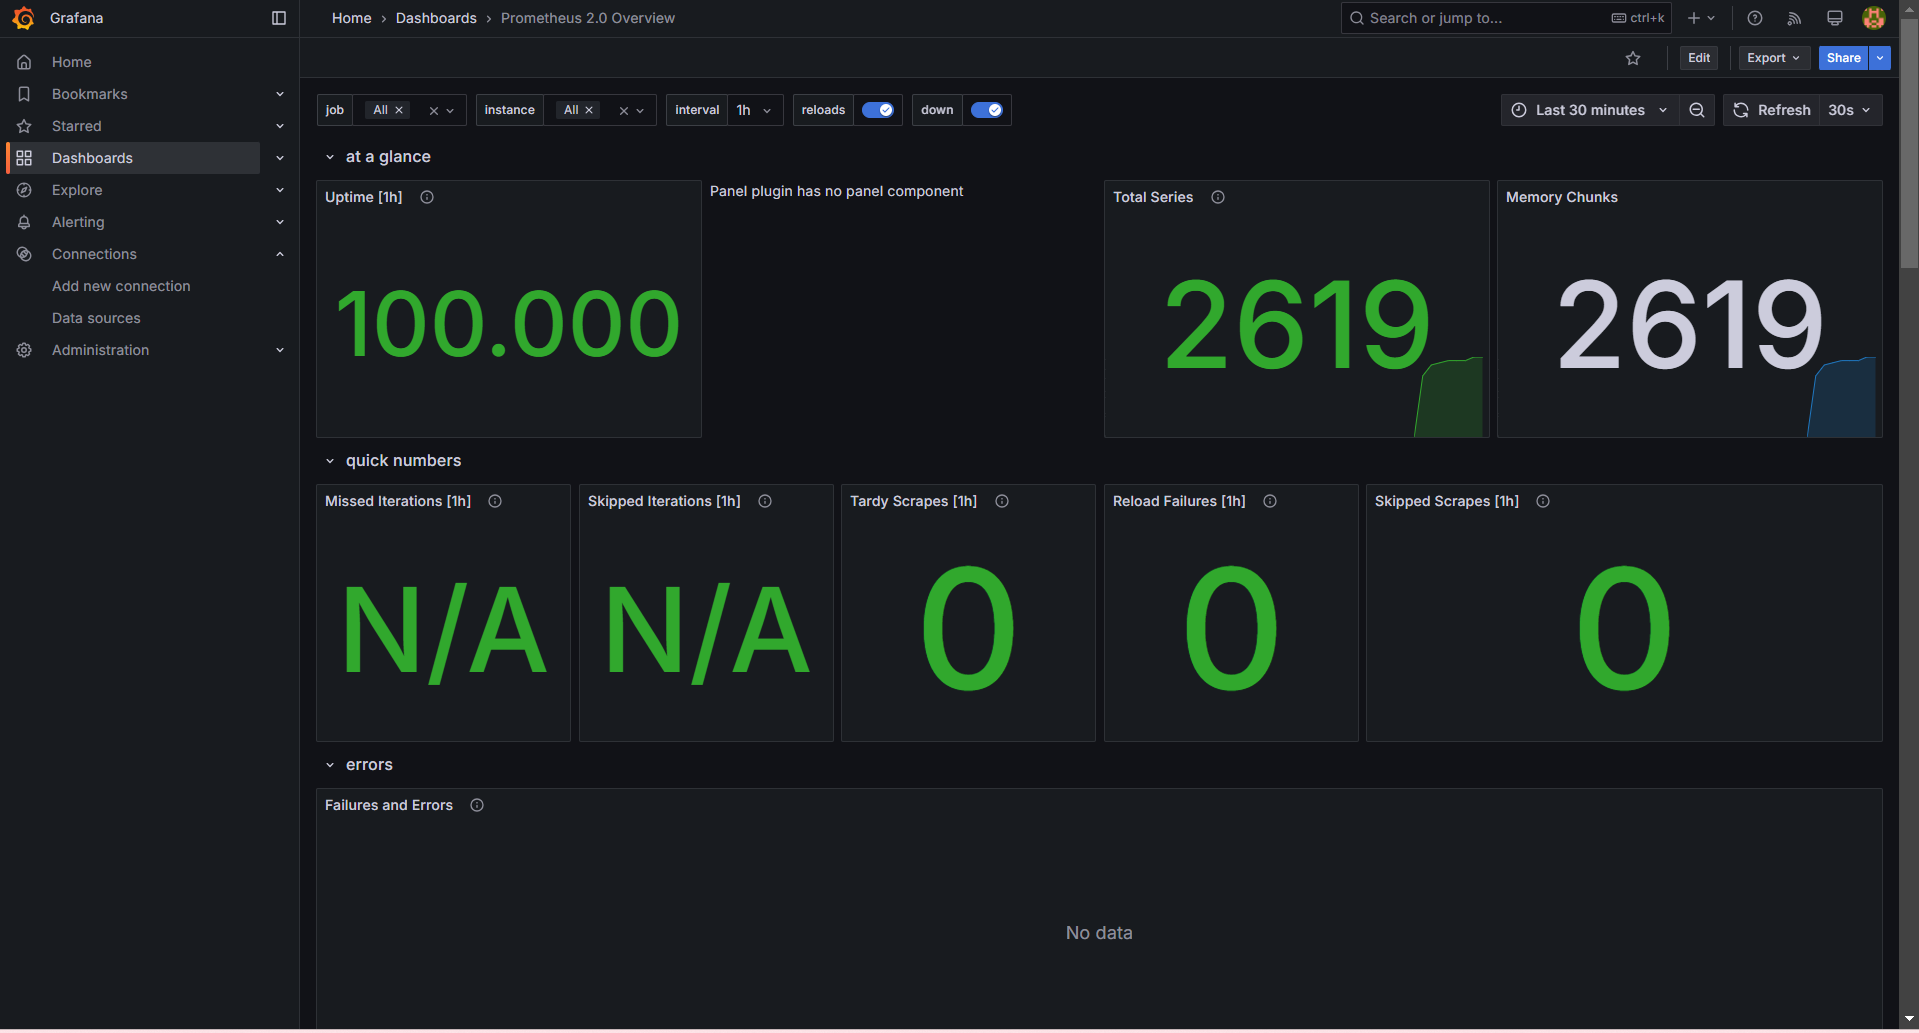 Grafana
Home › Dashboards › Prometheus 2.0 Overview
Search or jump to... ctrl+k
Home
Bookmarks
Starred
Dashboards
Explore
Alerting
Connections
Add new connection
Data sources
Administration
Edit
Export
Share
job All
instance All
interval 1h
reloads
down
Last 30 minutes
Refresh 30s
at a glance
Uptime [1h]
100.000
Panel plugin has no panel component
Total Series
2619
Memory Chunks
2619
quick numbers
Missed Iterations [1h]
N/A
Skipped Iterations [1h]
N/A
Tardy Scrapes [1h]
0
Reload Failures [1h]
0
Skipped Scrapes [1h]
0
errors
Failures and Errors
No data